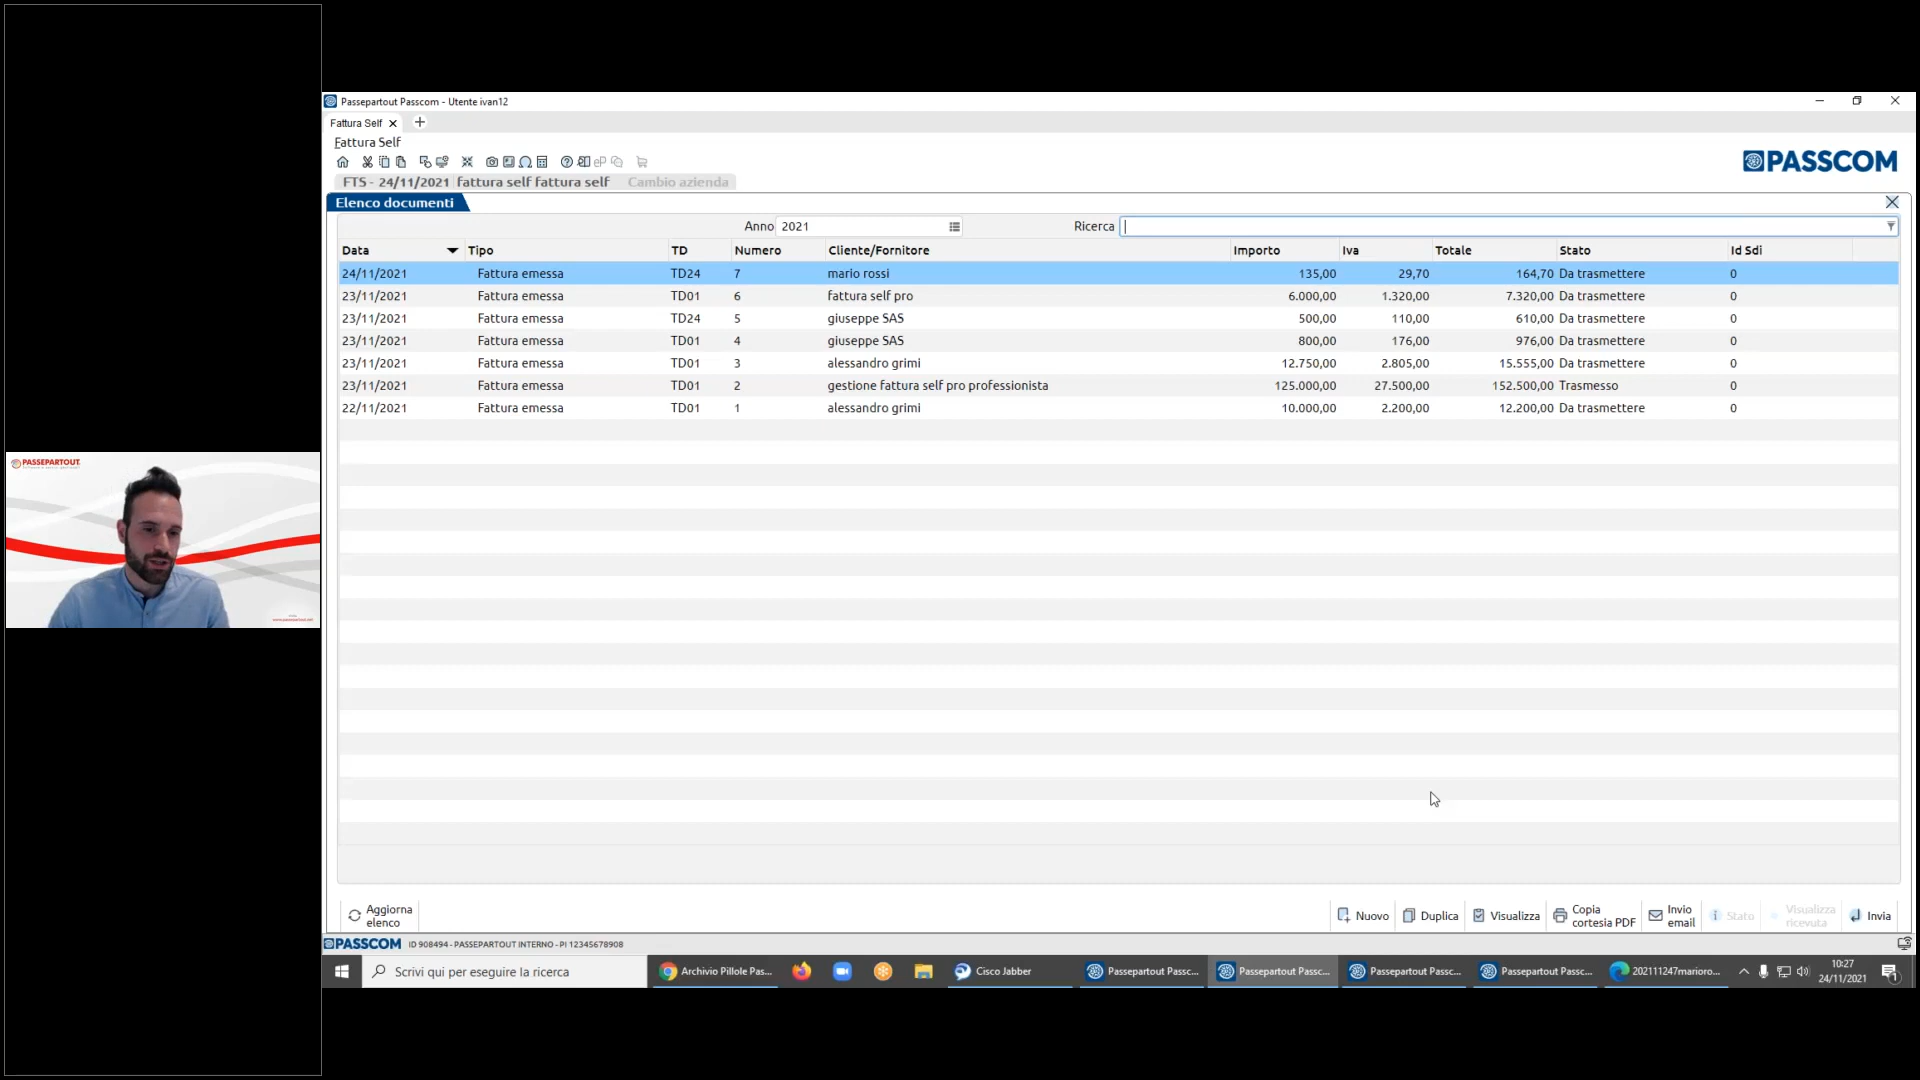 PASSEPARTOUT
www.passepartout.net
Passepartout Passcom - Utente ivan12
Fattura Self
Fattura Self
PASSCOM
FTS - 24/11/2021 fattura self fattura self Cambio azienda
Elenco documenti
Anno 2021 Ricerca
Data Tipo TD Numero Cliente/Fornitore Importo Iva Totale Stato Id Sdi
24/11/2021 Fattura emessa TD24 7 mario rossi 135,00 29,70 164,70 Da trasmettere 0
23/11/2021 Fattura emessa TD01 6 fattura self pro 6.000,00 1.320,00 7.320,00 Da trasmettere 0
23/11/2021 Fattura emessa TD24 5 giuseppe SAS 500,00 110,00 610,00 Da trasmettere 0
23/11/2021 Fattura emessa TD01 4 giuseppe SAS 800,00 176,00 976,00 Da trasmettere 0
23/11/2021 Fattura emessa TD01 3 alessandro grimi 12.750,00 2.805,00 15.555,00 Da trasmettere 0
23/11/2021 Fattura emessa TD01 2 gestione fattura self pro professionista 125.000,00 27.500,00 152.500,00 Trasmesso 0
22/11/2021 Fattura emessa TD01 1 alessandro grimi 10.000,00 2.200,00 12.200,00 Da trasmettere 0
Aggiorna elenco
Nuovo Duplica Visualizza Copia cortesia PDF Invio email Stato Visualizza ricevuta Invia
PASSCOM ID 908494 - PASSEPARTOUT INTERNO - PI 12345678908
Scrivi qui per eseguire la ricerca Archivio Pillole Pas... Cisco Jabber Passepartout Passc... Passepartout Passc... Passepartout Passc... Passepartout Passc... 202111247marioro... 10:27
24/11/2021 1